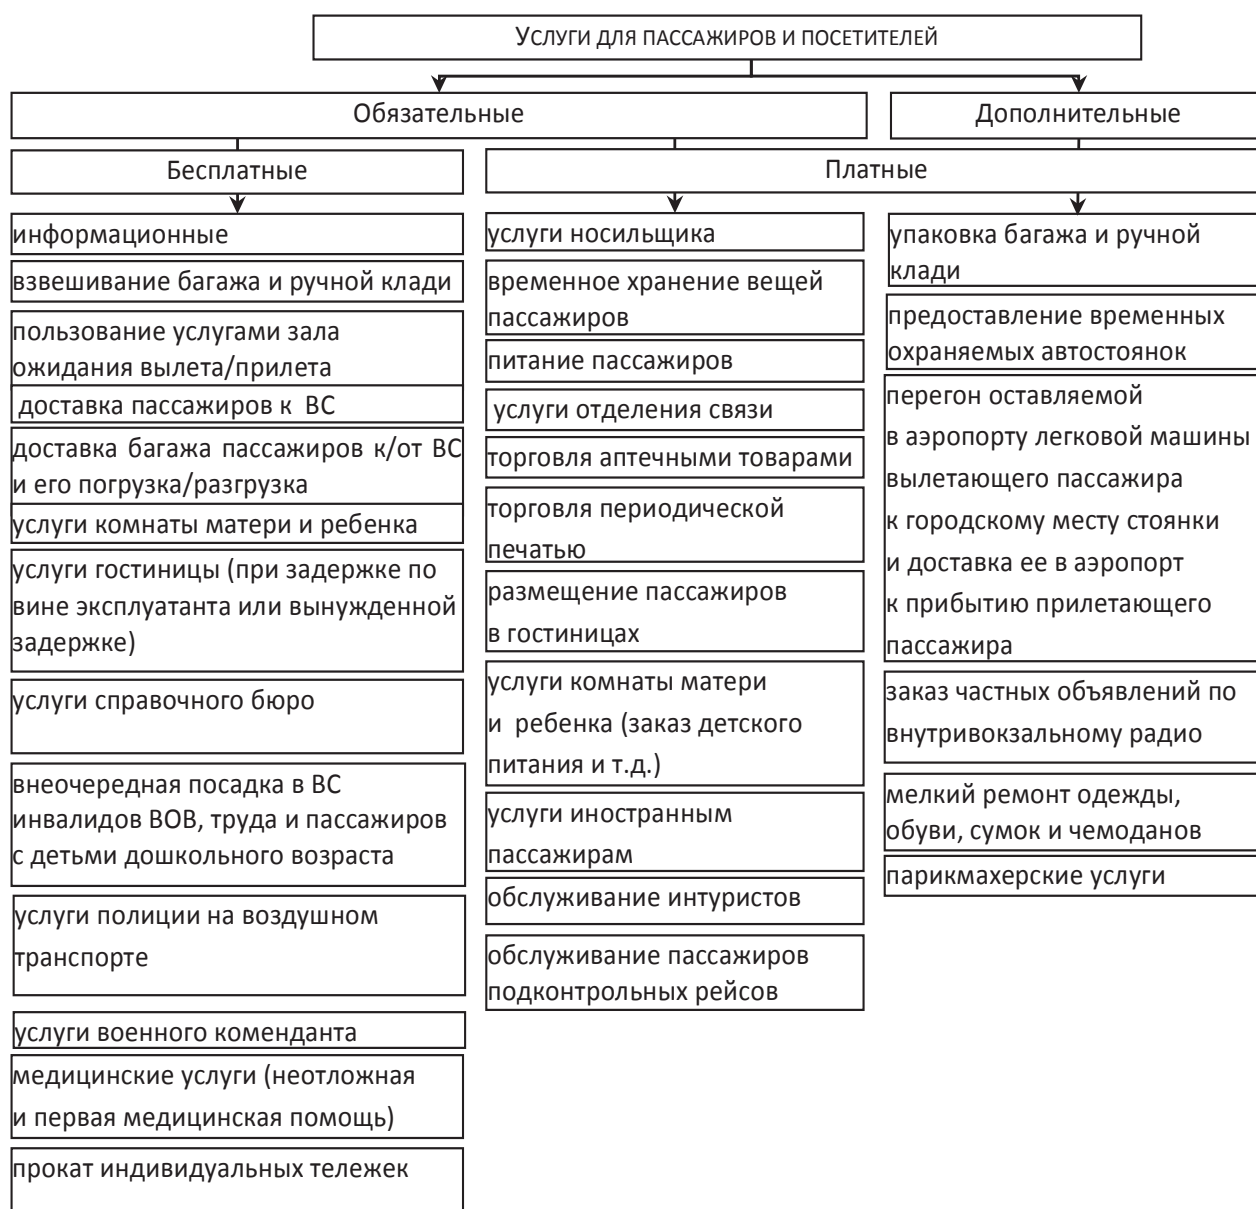 УСЛУГИ ДЛЯ ПАССАЖИРОВ И ПОСЕТИТЕЛЕЙ
Обязательные
Дополнительные
Бесплатные
Платные
информационные
взвешивание багажа и ручной клади
пользование услугами зала
ожидания вылета/прилета
доставка пассажиров к ВС
доставка багажа пассажиров к/от ВС
и его погрузка/разгрузка
услуги комнаты матери и ребенка
услуги гостиницы (при задержке по
вине эксплуатанта или вынужденной
задержке)
услуги справочного бюро
внеочередная посадка в ВС
инвалидов ВОВ, труда и пассажиров
с детьми дошкольного возраста
услуги полиции на воздушном
транспорте
услуги военного коменданта
медицинские услуги (неотложная
и первая медицинская помощь)
прокат индивидуальных тележек
услуги носильщика
временное хранение вещей
пассажиров
питание пассажиров
услуги отделения связи
торговля аптечными товарами
торговля периодической
печатью
размещение пассажиров
в гостиницах
услуги комнаты матери
и ребенка (заказ детского
питания и т.д.)
услуги иностранным
пассажирам
обслуживание интуристов
обслуживание пассажиров
подконтрольных рейсов
упаковка багажа и ручной
клади
предоставление временных
охраняемых автостоянок
перегон оставляемой
в аэропорту легковой машины
вылетающего пассажира
к городскому месту стоянки
и доставка ее в аэропорт
к прибытию прилетающего
пассажира
заказ частных объявлений по
внутривокзальному радио
мелкий ремонт одежды,
обуви, сумок и чемоданов
парикмахерские услуги